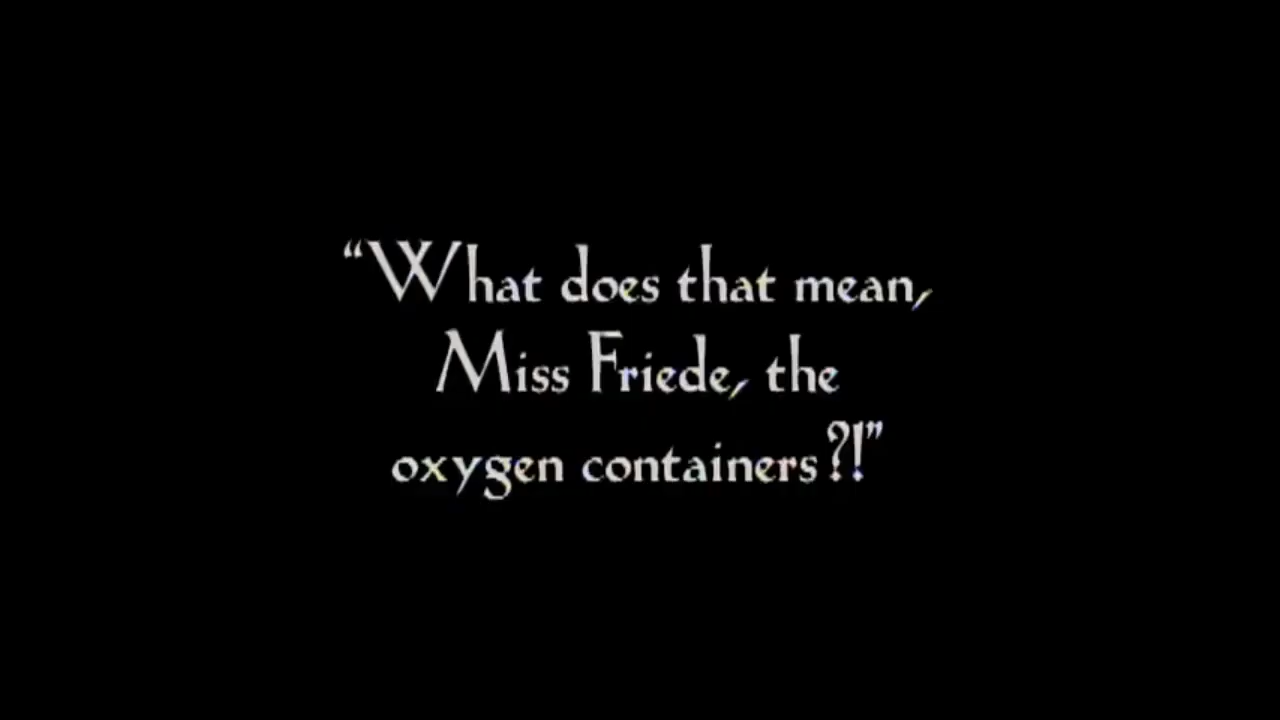 “What does that mean,
Miss Friede, the
oxygen containers?!”